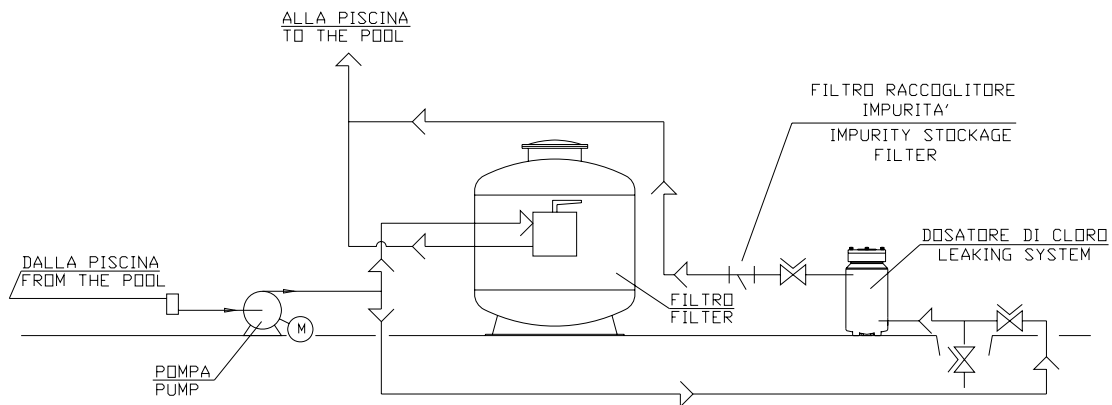 ALLA PISCINA
TO THE POOL
FILTRO RACCOGLITORE
IMPURITA'
IMPURITY STOCKAGE
FILTER
DOSATORE DI CLORO
LEAKING SYSTEM
DALLA PISCINA
FROM THE POOL
FILTRO
FILTER
M
POMPA
PUMP